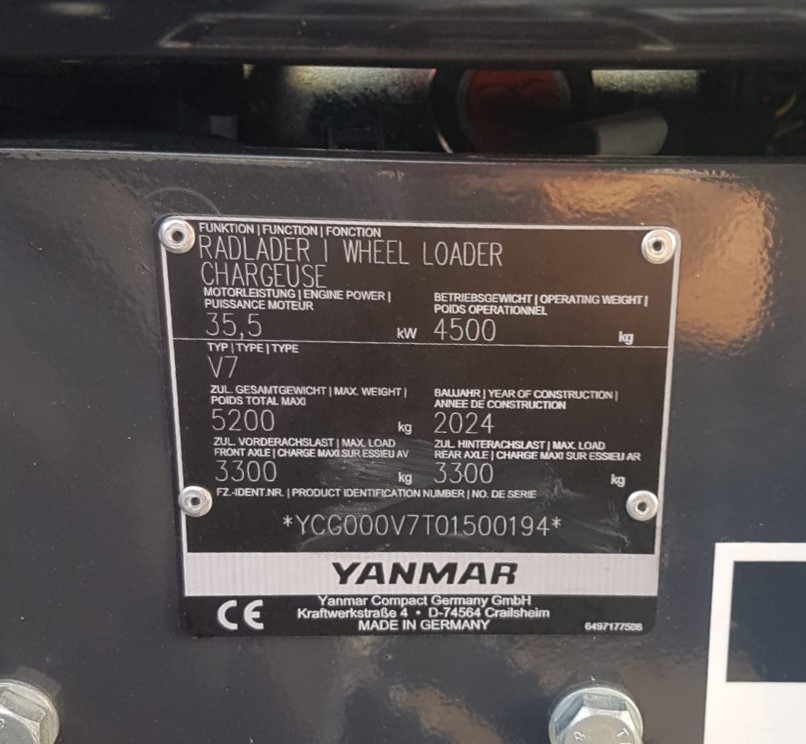 FUNKTION | FUNCTION | FONCTION
RADLADER | WHEEL LOADER
CHARGEUSE
MOTORLEISTUNG | ENGINE POWER |
PUISSANCE MOTEUR
35,5 kW
BETRIEBSGEWICHT | OPERATING WEIGHT |
POIDS OPERATIONNEL
4500 kg
TYP | TYPE | TYPE
V7
ZUL. GESAMTGEWICHT | MAX. WEIGHT |
POIDS TOTAL MAXI
5200 kg
BAUJAHR | YEAR OF CONSTRUCTION |
ANNEE DE CONSTRUCTION
2024
ZUL. VORDERACHSLAST | MAX. LOAD
FRONT AXLE | CHARGE MAXI SUR ESSIEU AV
3300 kg
ZUL. HINTERACHSLAST | MAX. LOAD
REAR AXLE | CHARGE MAXI SUR ESSIEU AR
3300 kg
FZ.-IDENT.NR. | PRODUCT IDENTIFICATION NUMBER | NO. DE SERIE
*YCG000V7T01500194*
YANMAR
CE
Yanmar Compact Germany GmbH
Kraftwerkstraße 4 • D-74564 Crailsheim
MADE IN GERMANY
6497177508